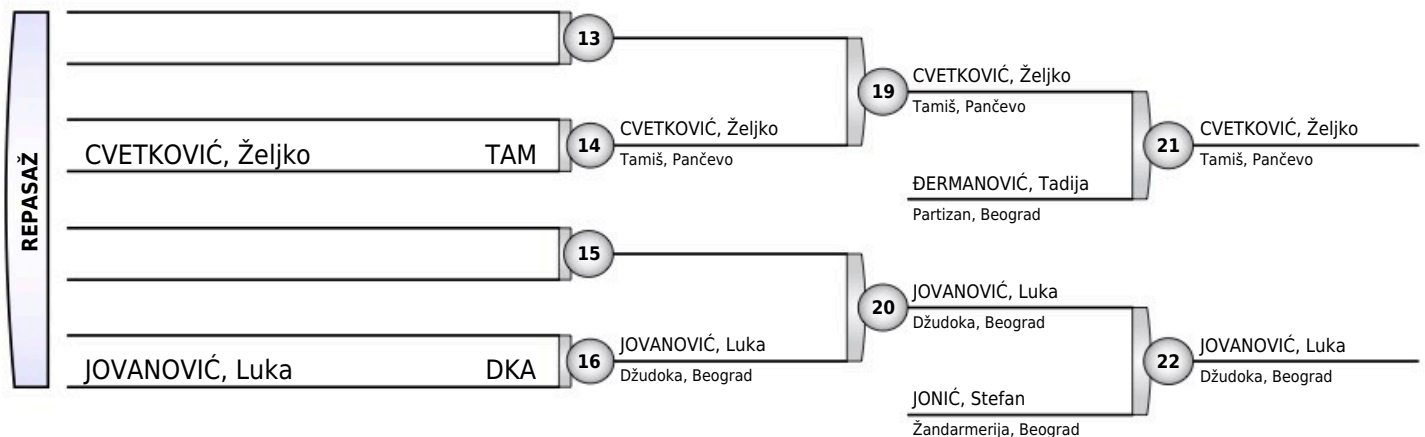 REPASAŽ
13
CVETKOVIĆ, Željko TAM
14
CVETKOVIĆ, Željko
Tamiš, Pančevo
19
CVETKOVIĆ, Željko
Tamiš, Pančevo
ĐERMANOVIĆ, Tadija
Partizan, Beograd
21
CVETKOVIĆ, Željko
Tamiš, Pančevo
15
JOVANOVIĆ, Luka DKA
16
JOVANOVIĆ, Luka
Džudoka, Beograd
20
JOVANOVIĆ, Luka
Džudoka, Beograd
JONIĆ, Stefan
Žandarmerija, Beograd
22
JOVANOVIĆ, Luka
Džudoka, Beograd